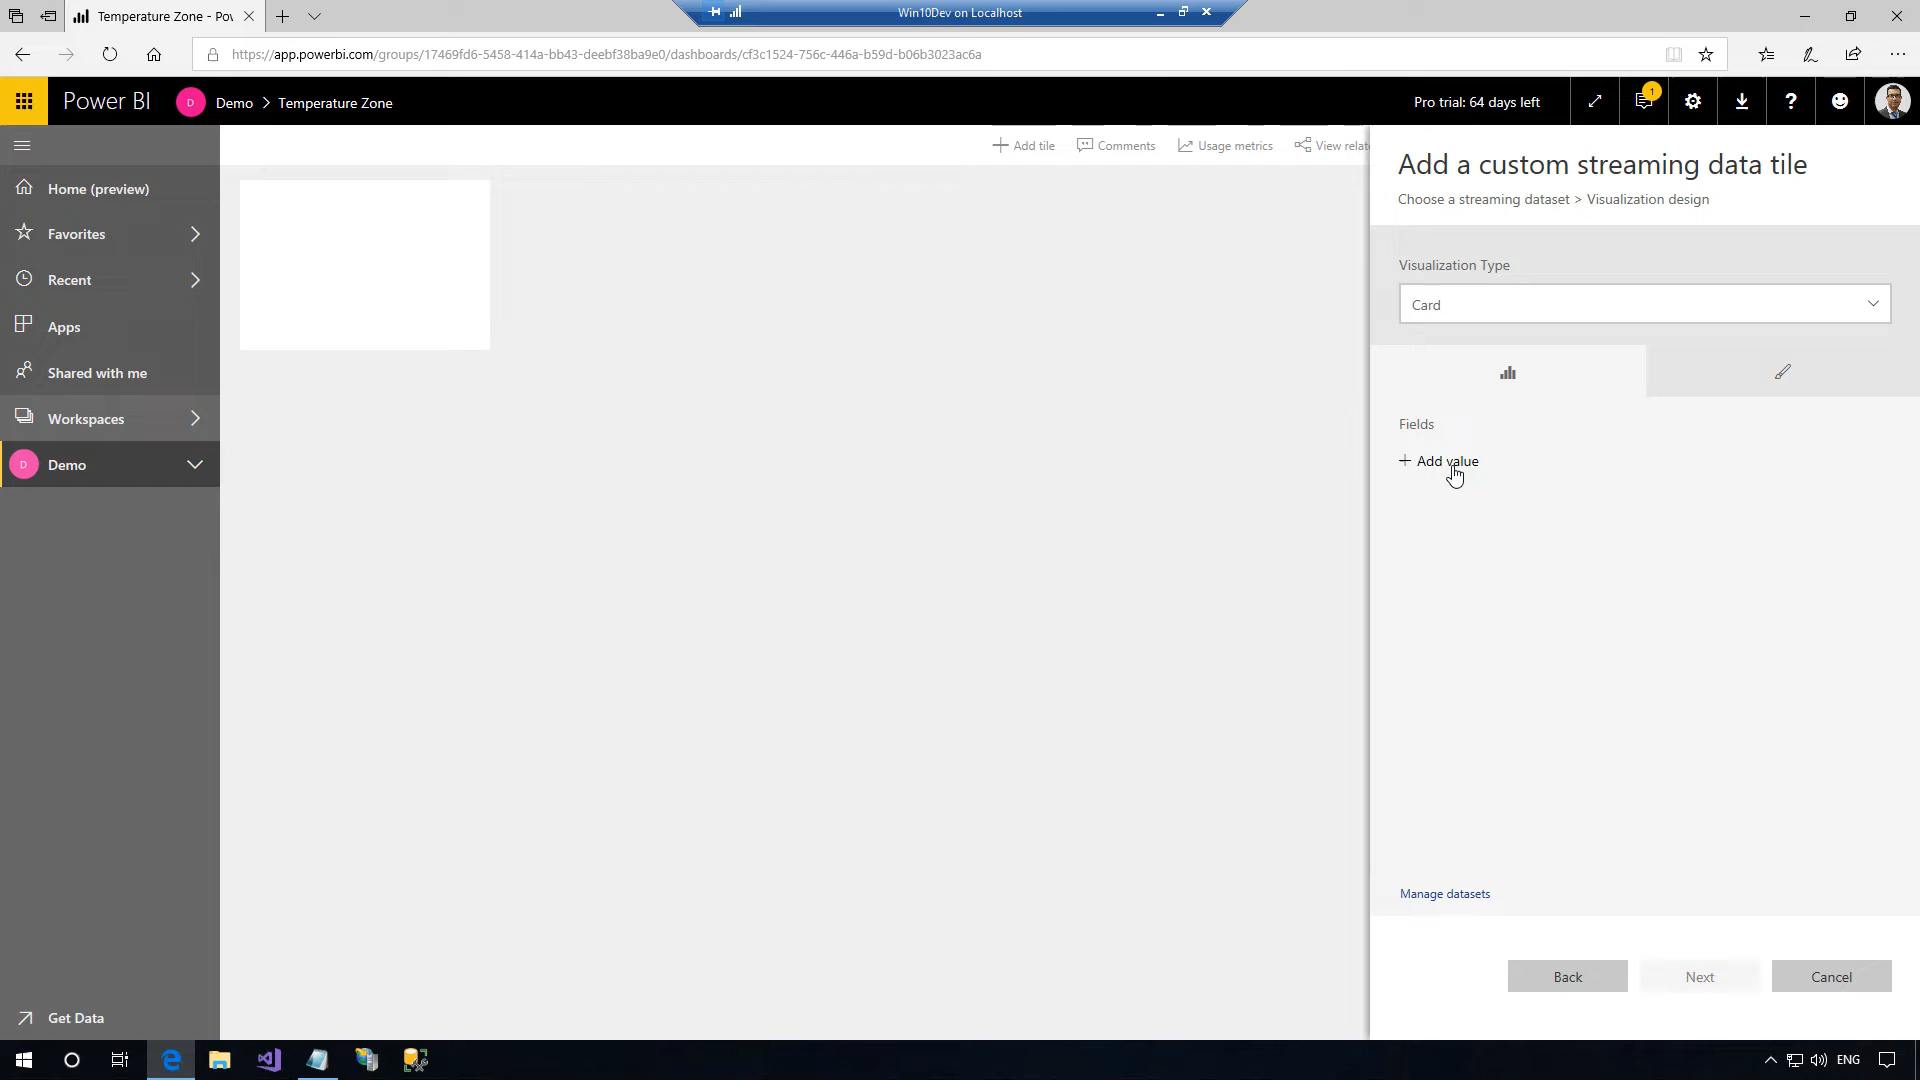 Temperature Zone - Pov
Win10Dev on Localhost
https://app.powerbi.com/groups/17469fd6-5458-414a-bb43-deebf38ba9e0/dashboards/cf3c1524-756c-446a-b59d-b06b3023ac6a
Power BI
D
Demo > Temperature Zone
Pro trial: 64 days left
1
?
Add tile
Comments
Usage metrics
View relat
Home (preview)
Favorites
Recent
Apps
Shared with me
Workspaces
D
Demo
Get Data
Add a custom streaming data tile
Choose a streaming dataset > Visualization design
Visualization Type
Card
Fields
+ Add value
Manage datasets
Back
Next
Cancel
ENG